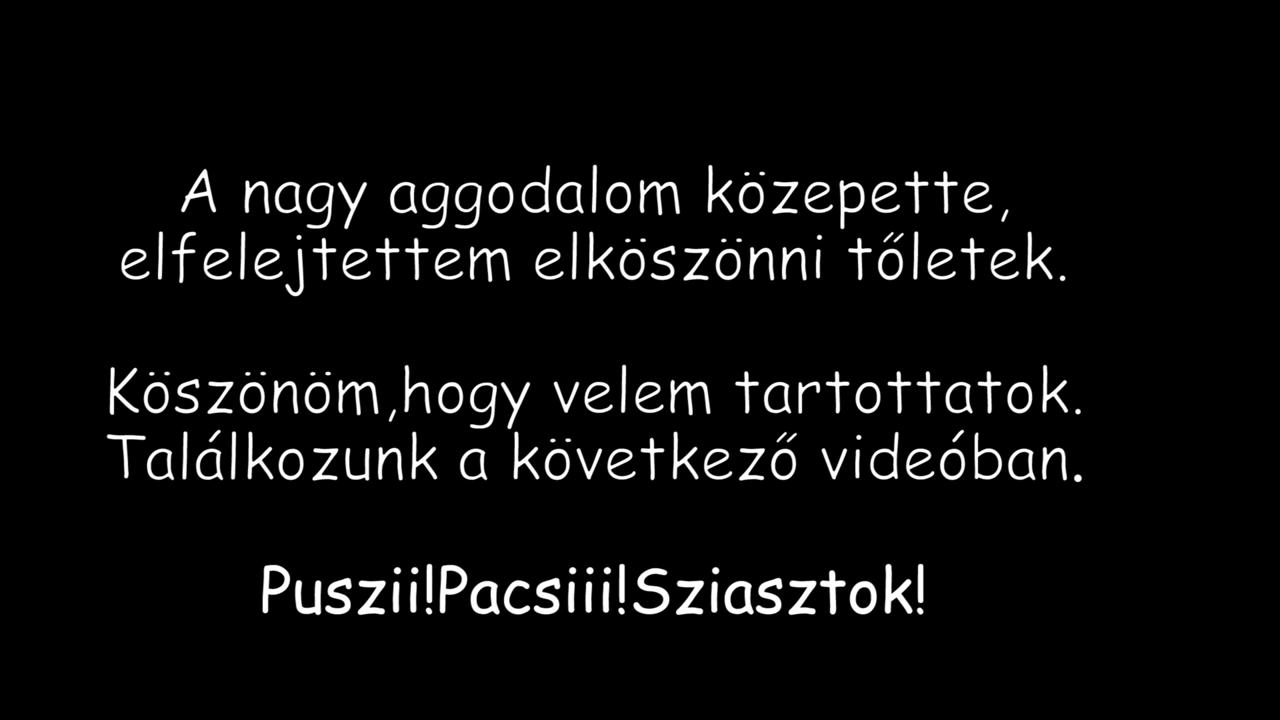 A nagy aggodalom közepette,
elfelejtettem elköszönni tőletek.
Köszönöm,hogy velem tartottatok.
Találkozunk a következő videóban.
Puszii!Pacsiii!Sziasztok!